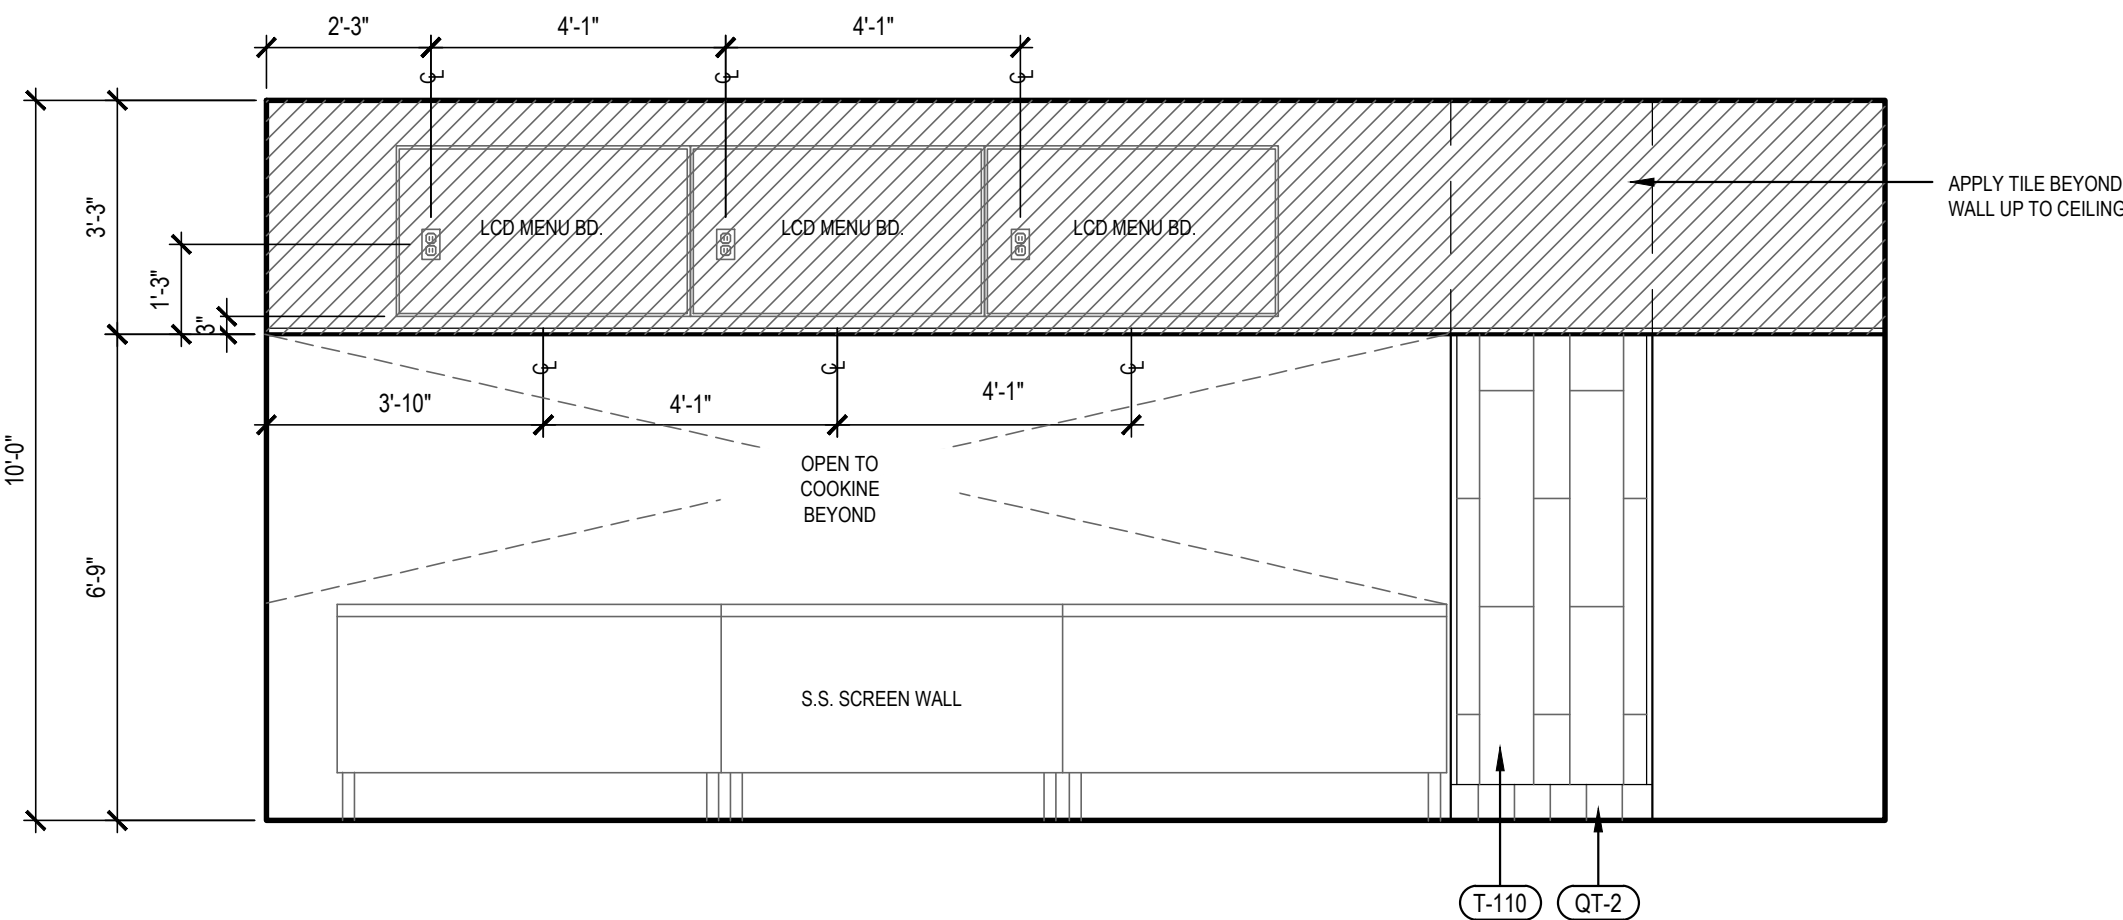 2'-3"
4'-1"
4'-1"
℄
℄
℄
APPLY TILE BEYOND
WALL UP TO CEILING
3'-3"
LCD MENU BD.
LCD MENU BD.
LCD MENU BD.
1'-3"
3"
℄
℄
℄
3'-10"
4'-1"
4'-1"
10'-0"
OPEN TO
COOKINE
BEYOND
6'-9"
S.S. SCREEN WALL
T-110
QT-2